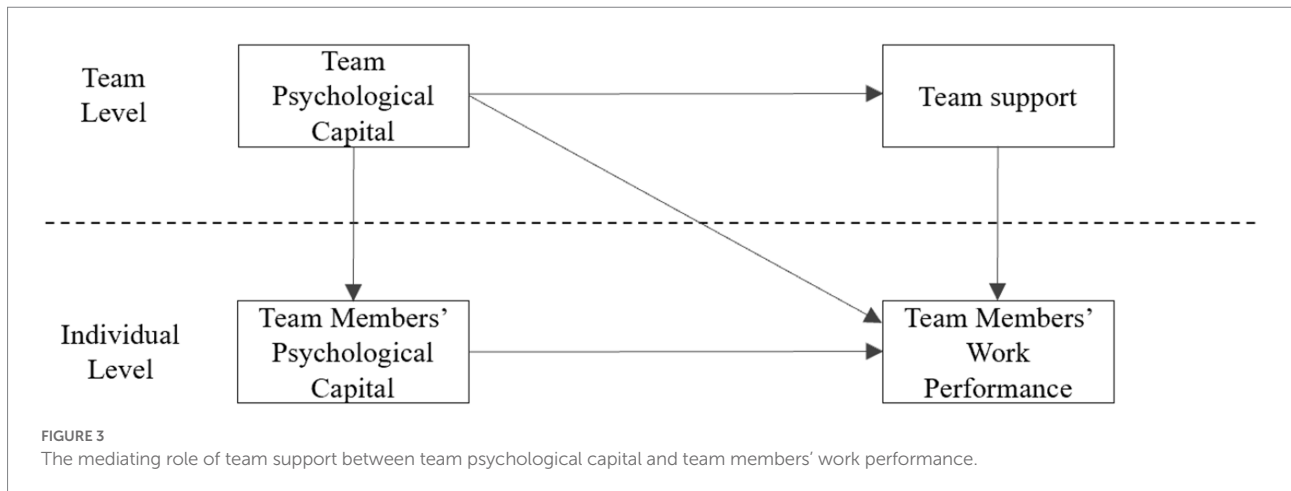 Team
Level
Team
Psychological
Capital
Team support
Individual
Level
Team Members’
Psychological
Capital
Team Members’
Work
Performance
FIGURE 3
The mediating role of team support between team psychological capital and team members’ work performance.